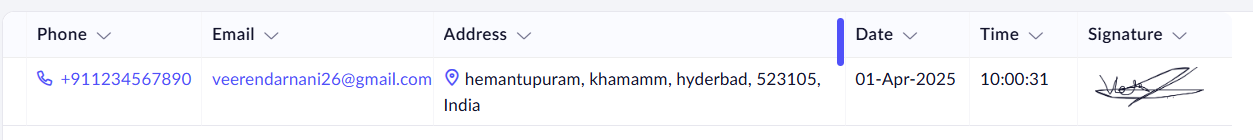 Phone Email Address Date Time Signature
+911234567890 veerendarnani26@gmail.com hemantupuram, khamamm, hyderbad, 523105, 01-Apr-2025 10:00:31
India